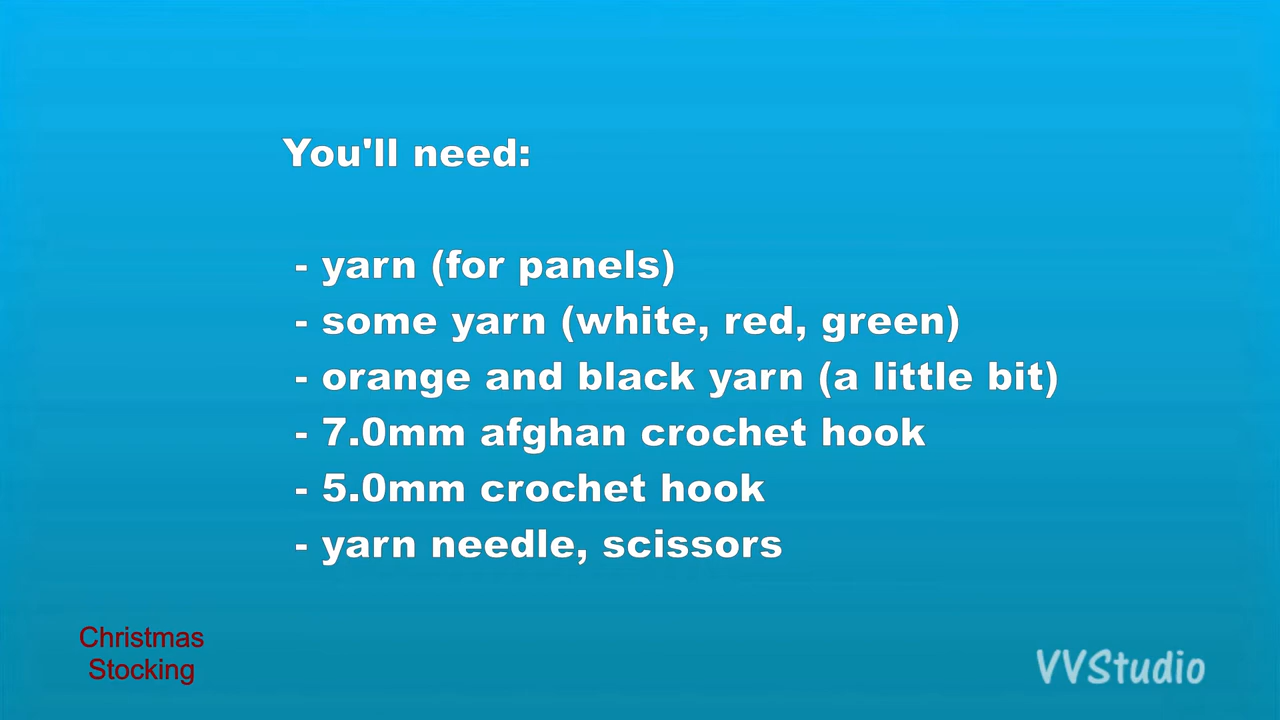 You'll need:
- yarn (for panels)
- some yarn (white, red, green)
- orange and black yarn (a little bit)
- 7.0mm afghan crochet hook
- 5.0mm crochet hook
- yarn needle, scissors
Christmas
Stocking
VVStudio